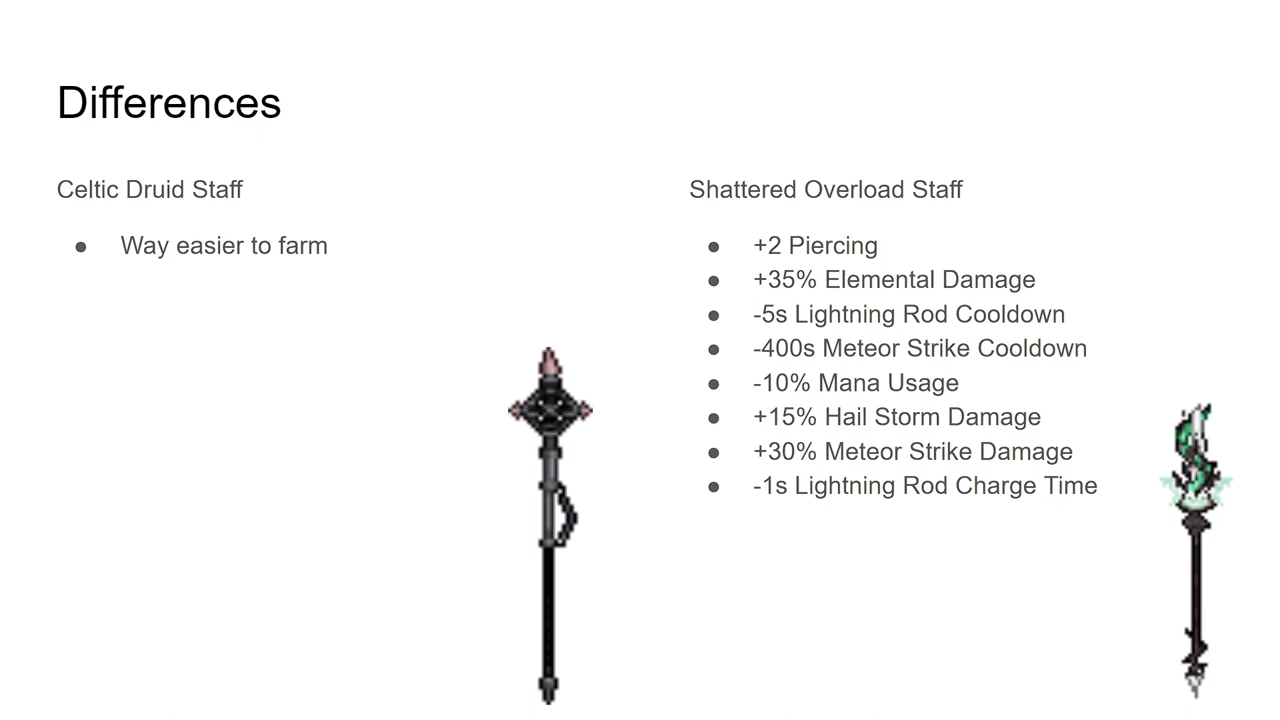 Differences
Celtic Druid Staff
● Way easier to farm
Shattered Overload Staff
● +2 Piercing
● +35% Elemental Damage
● -5s Lightning Rod Cooldown
● -400s Meteor Strike Cooldown
● -10% Mana Usage
● +15% Hail Storm Damage
● +30% Meteor Strike Damage
● -1s Lightning Rod Charge Time